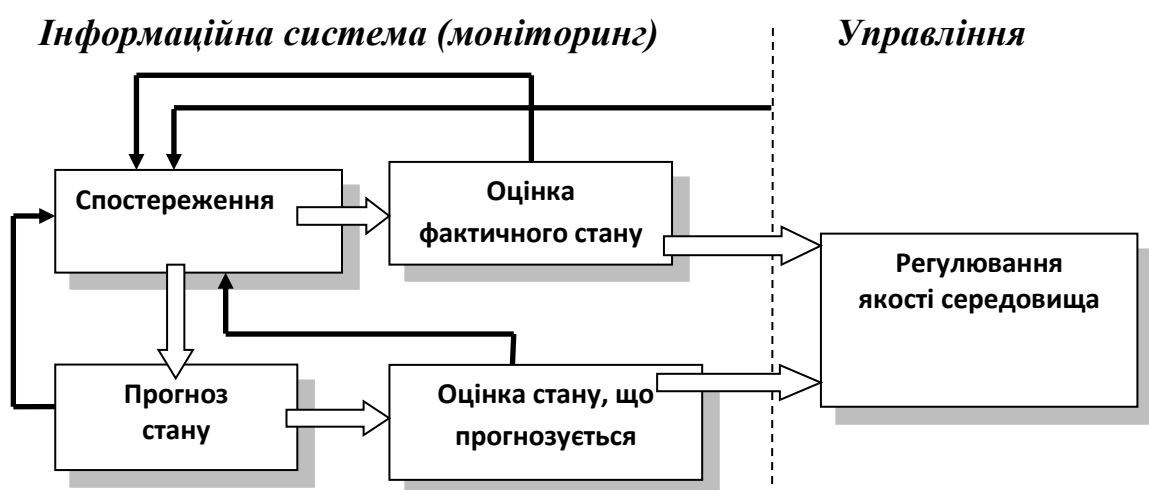 Інформаційна система (моніторинг)
Управління
Спостереження
Оцінка
фактичного стану
Регулювання
якості середовища
Прогноз
стану
Оцінка стану, що
прогнозується